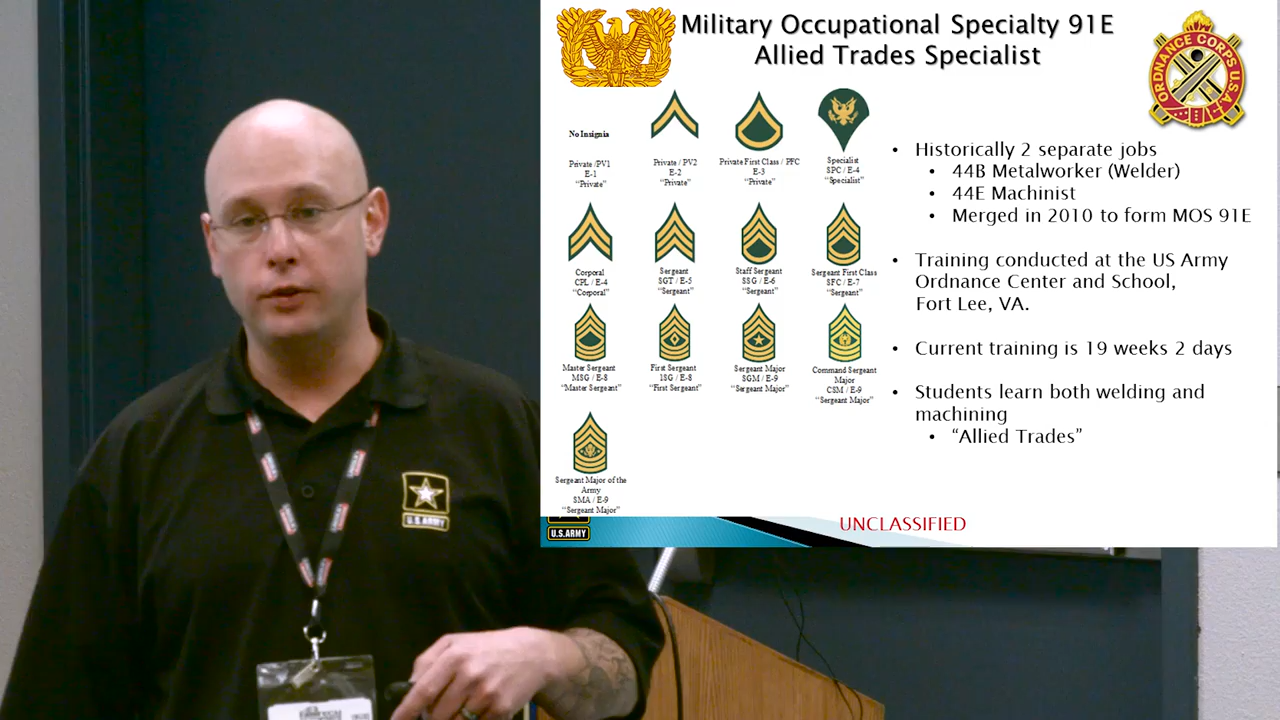 Military Occupational Specialty 91E
Allied Trades Specialist
ORDNANCE CORPS U.S.A.
No Insignia
Private /PV1
E-1
“Private”
Private / PV2
E-2
“Private”
Private First Class / PFC
E-3
“Private”
Specialist
SPC / E-4
“Specialist”
Corporal
CPL / E-4
“Corporal”
Sergeant
SGT / E-5
“Sergeant”
Staff Sergeant
SSG / E-6
“Sergeant”
Sergeant First Class
SFC / E-7
“Sergeant”
Master Sergeant
MSG / E-8
“Master Sergeant”
First Sergeant
1SG / E-8
“First Sergeant”
Sergeant Major
SGM / E-9
“Sergeant Major”
Command Sergeant
Major
CSM / E-9
“Sergeant Major”
Sergeant Major of the
Army
SMA / E-9
“Sergeant Major”
• Historically 2 separate jobs
• 44B Metalworker (Welder)
• 44E Machinist
• Merged in 2010 to form MOS 91E
• Training conducted at the US Army
Ordnance Center and School,
Fort Lee, VA.
• Current training is 19 weeks 2 days
• Students learn both welding and
machining
• “Allied Trades”
U.S.ARMY
UNCLASSIFIED
U.S.ARMY